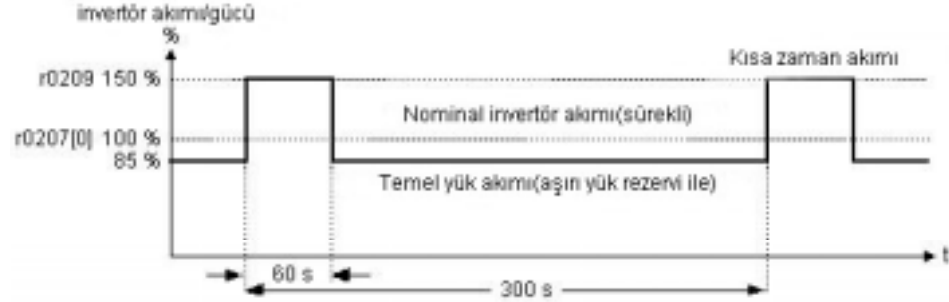 invertör akımı/gücü
%
r0209 150 %
Kısa zaman akımı
Nominal invertör akımı(sürekli)
r0207[0] 100 %
85 %
Temel yük akımı(aşırı yük rezervi ile)
t
60 s
300 s